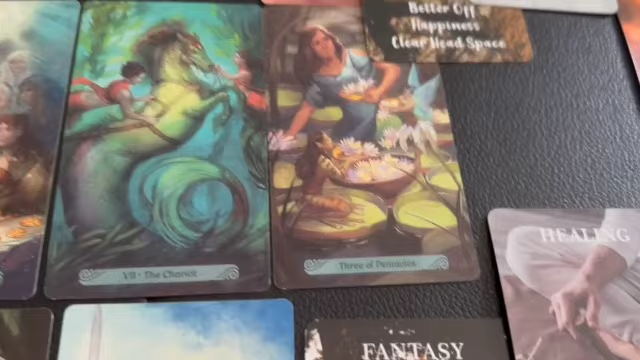 Better Off
Happiness
Clear Head Space
VII · The Chariot
Three of Pentacles
HEALING
FANTASY